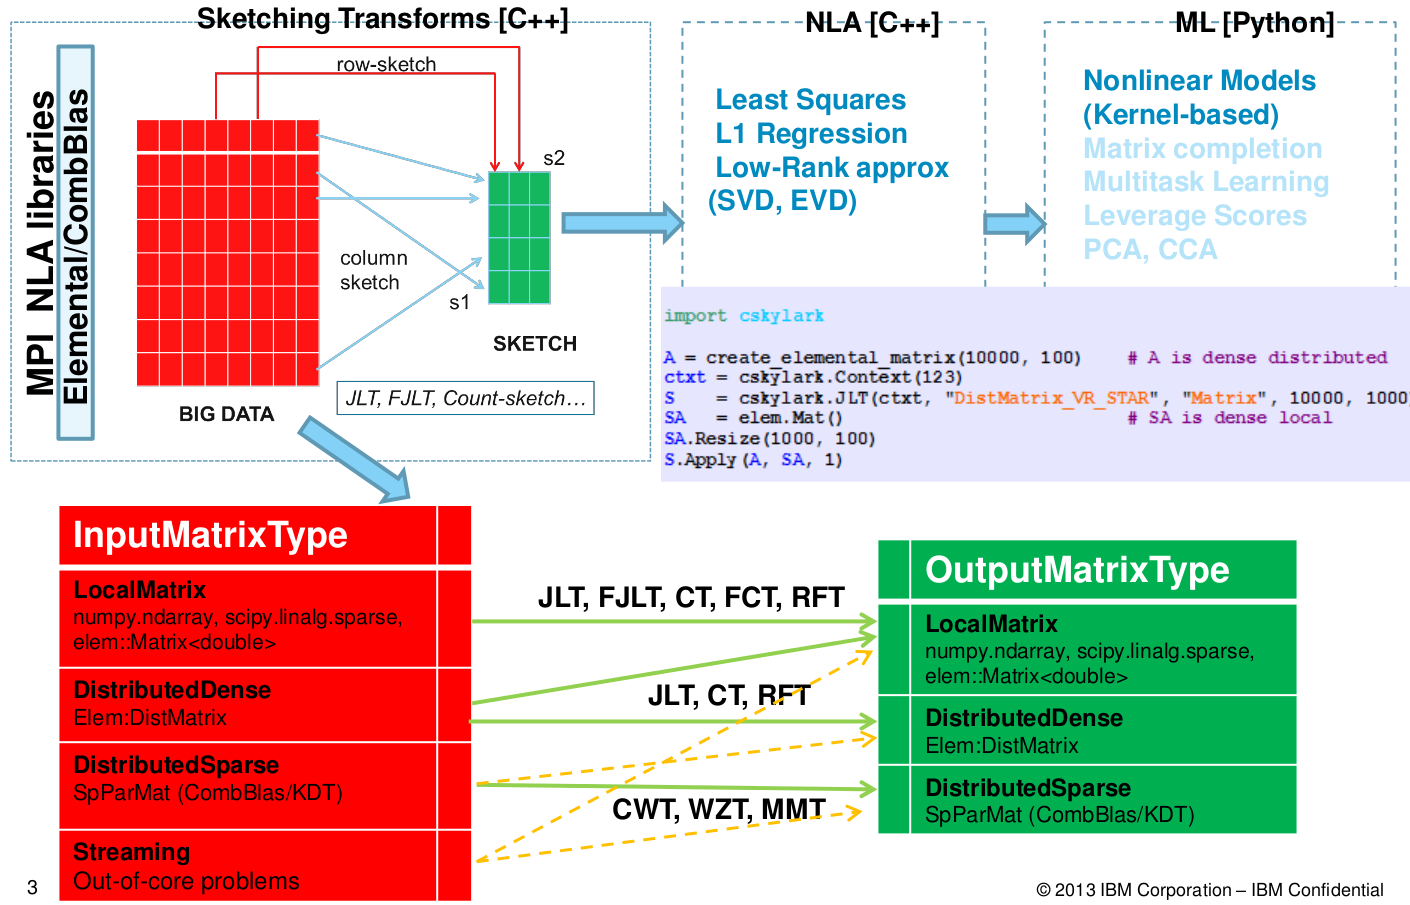 Sketching Transforms [C++]
MPI  NLA libraries
Elemental/CombBlas
row-sketch
s2
column
sketch
s1
SKETCH
JLT, FJLT, Count-sketch…
BIG DATA
NLA [C++]
Least Squares
L1 Regression
Low-Rank approx
(SVD, EVD)
ML [Python]
Nonlinear Models
(Kernel-based)
Matrix completion
Multitask Learning
Leverage Scores
PCA, CCA
import cskylark
A = create_elemental_matrix(10000, 100)    # A is dense distributed
ctxt = cskylark.Context(123)
S    = cskylark.JLT(ctxt, "DistMatrix_VR_STAR", "Matrix", 10000, 1000)
SA   = elem.Mat()    # SA is dense local
SA.Resize(1000, 100)
S.Apply(A, SA, 1)
InputMatrixType
LocalMatrix
numpy.ndarray, scipy.linalg.sparse,
elem::Matrix<double>
DistributedDense
Elem:DistMatrix
DistributedSparse
SpParMat (CombBlas/KDT)
Streaming
Out-of-core problems
JLT, FJLT, CT, FCT, RFT
JLT, CT, RFT
CWT, WZT, MMT
OutputMatrixType
LocalMatrix
numpy.ndarray, scipy.linalg.sparse,
elem::Matrix<double>
DistributedDense
Elem:DistMatrix
DistributedSparse
SpParMat (CombBlas/KDT)
3
© 2013 IBM Corporation – IBM Confidential